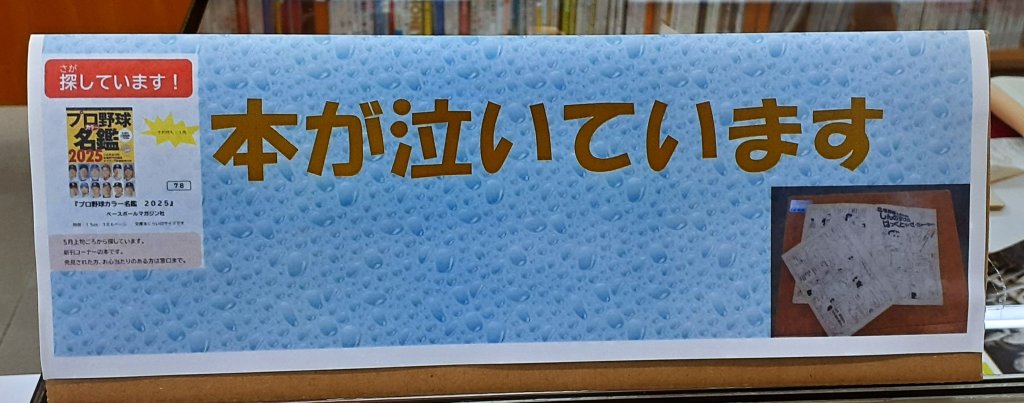 さが
探しています！
プロ野球
カラー
名鑑
2025
78
『プロ野球カラー名鑑 2025』
ベースボールマガジン社
5月上旬ごろから探しています。
新刊コーナーの本です。
発見された方、お心当たりのある方は窓口まで。
本が泣いています